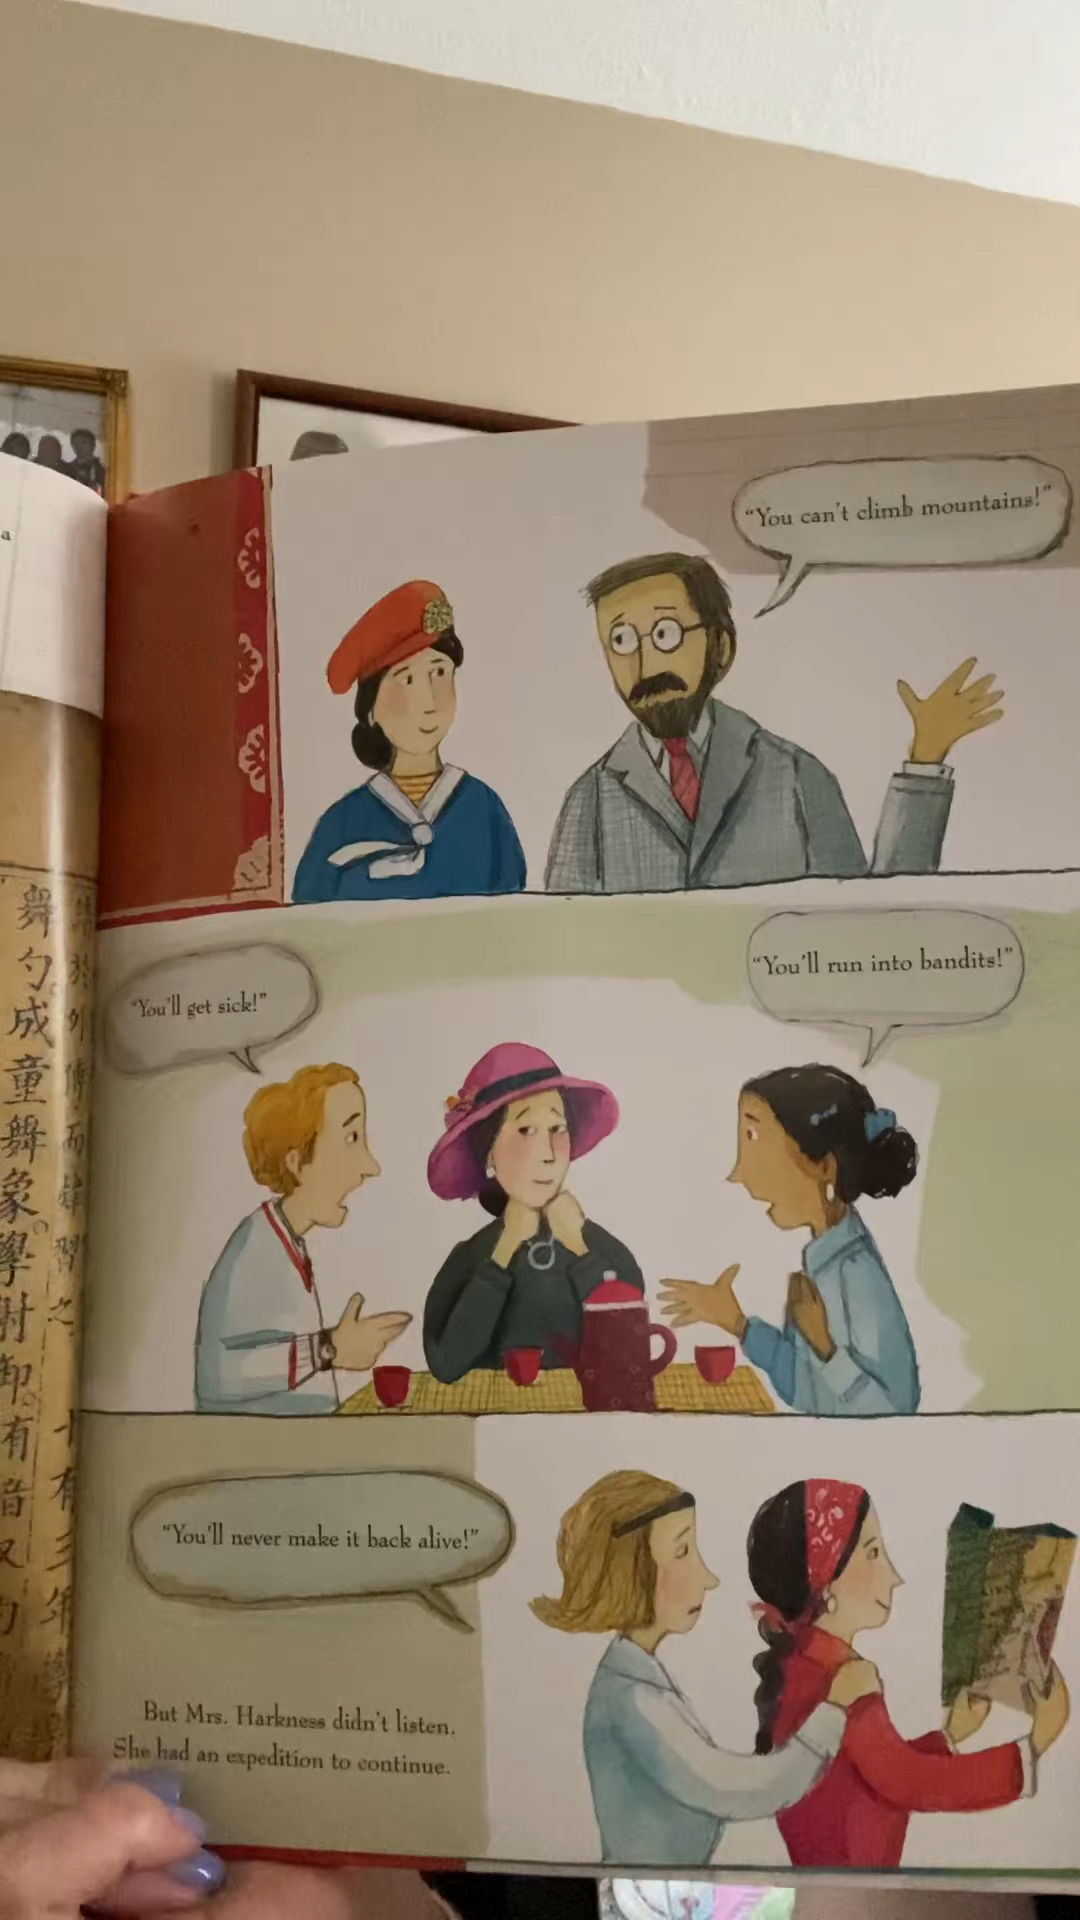 a
"You can't climb mountains!"
"You'll get sick!"
"You'll run into bandits!"
"You'll never make it back alive!"
But Mrs. Harkness didn't listen.
She had an expedition to continue.
舞勺成童舞象學射御有音又